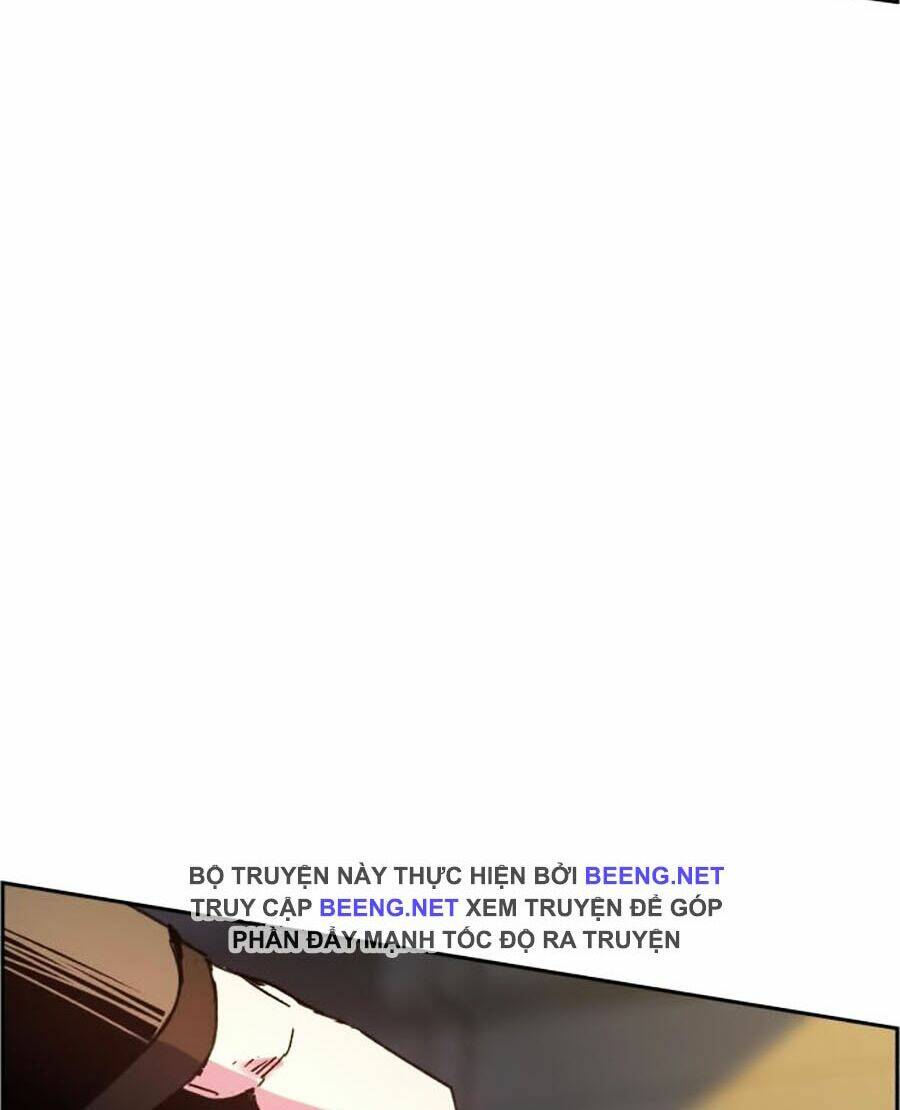 BỘ TRUYỆN NÀY THỰC HIỆN BỞI BEENG.NET
TRUY CẬP BEENG.NET XEM TRUYỆN ĐỂ GÓP
PHẦN ĐẨY MẠNH TỐC ĐỘ RA TRUYỆN